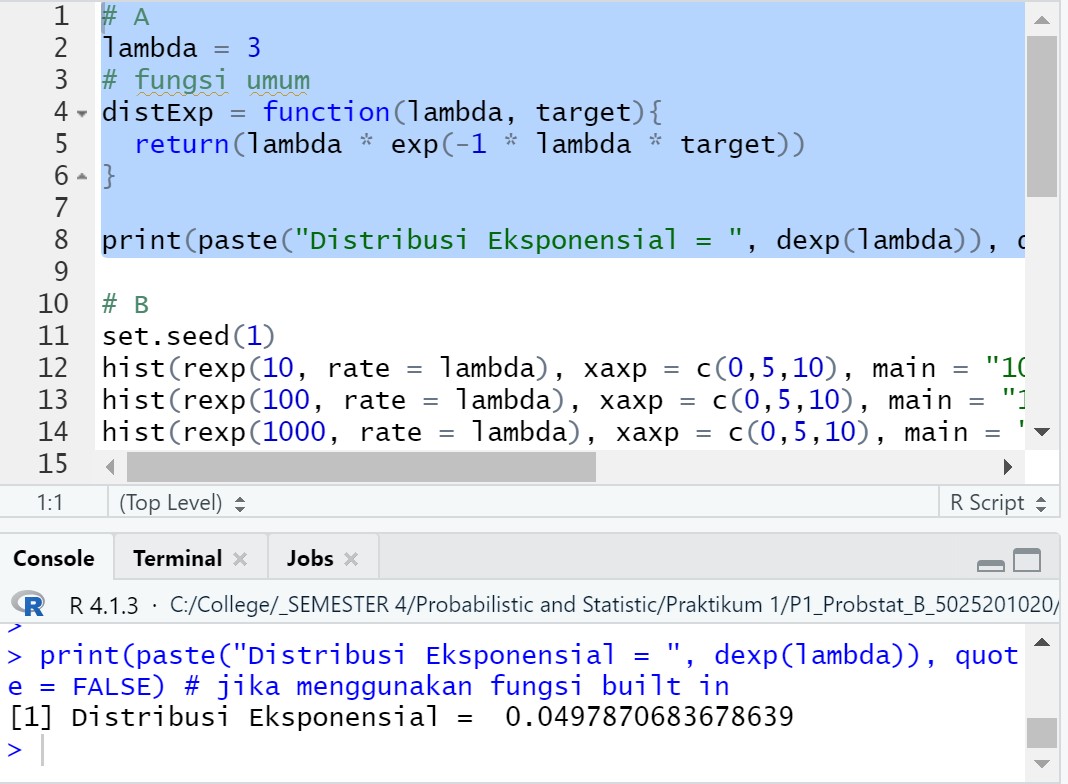 1 # A
2 lambda = 3
3 # fungsi umum
4 distExp = function(lambda, target){
5 return(lambda * exp(-1 * lambda * target))
6 }
7
8 print(paste("Distribusi Eksponensial = ", dexp(lambda)),
9
10 # B
11 set.seed(1)
12 hist(rexp(10, rate = lambda), xaxp = c(0,5,10), main = "10
13 hist(rexp(100, rate = lambda), xaxp = c(0,5,10), main = "1
14 hist(rexp(1000, rate = lambda), xaxp = c(0,5,10), main = "
15
1:1 (Top Level) R Script
Console Terminal Jobs
R R 4.1.3 · C:/College/_SEMESTER 4/Probabilistic and Statistic/Praktikum 1/P1_Probstat_B_5025201020/
>
> print(paste("Distribusi Eksponensial = ", dexp(lambda)), quot
e = FALSE) # jika menggunakan fungsi built in
[1] Distribusi Eksponensial =  0.0497870683678639
>